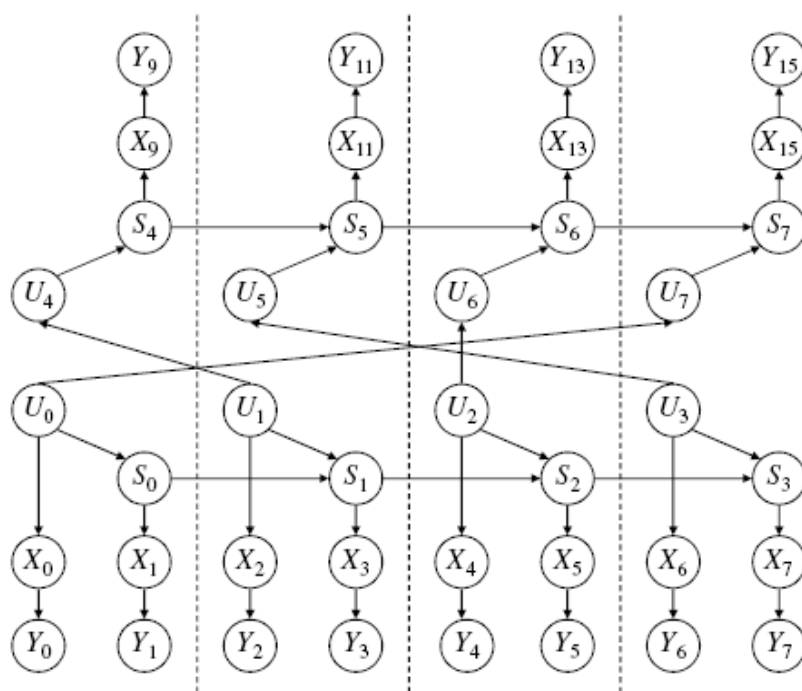 Y9 Y11 Y13 Y15
X9 X11 X13 X15
S4 S5 S6 S7
U4 U5 U6 U7
U0 U1 U2 U3
S0 S1 S2 S3
X0 X1 X2 X3 X4 X5 X6 X7
Y0 Y1 Y2 Y3 Y4 Y5 Y6 Y7